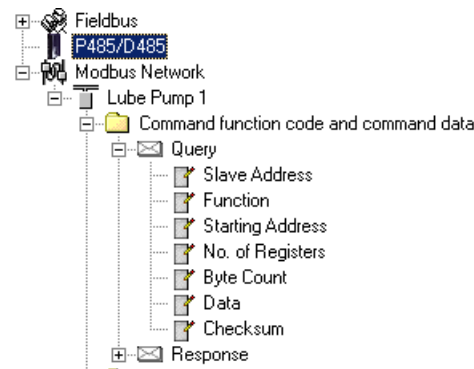 Fieldbus
P485/D485
Modbus Network
Lube Pump 1
Command function code and command data
Query
Slave Address
Function
Starting Address
No. of Registers
Byte Count
Data
Checksum
Response